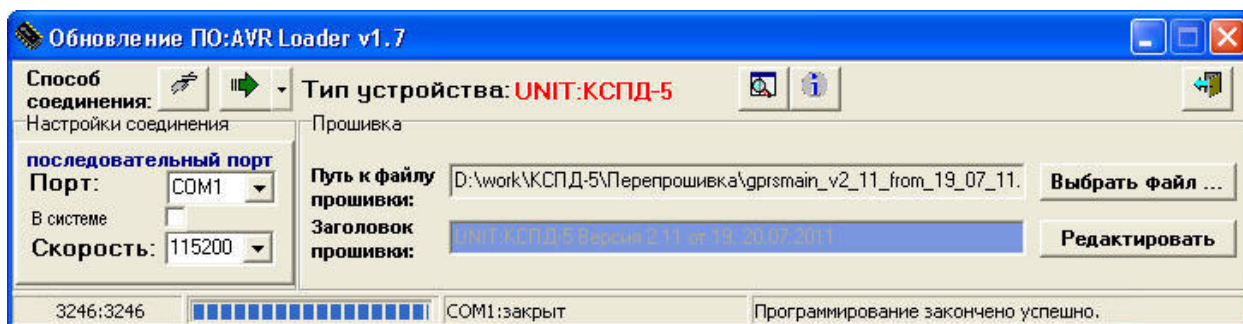 Обновление ПО:AVR Loader v1.7
Способ соединения:
Тип устройства: UNIT:КСПД-5
Настройки соединения
Прошивка
последовательный порт
Порт: COM1
В системе
Скорость: 115200
Путь к файлу прошивки:
D:\work\КСПД-5\Перепрошивка\gprsmain_v2_11_from_19_07_11.
Выбрать файл ...
Заголовок прошивки:
UNIT:КСПД-5 Версия 2.11 от 19..20.07.2011
Редактировать
3246:3246
COM1:закрыт
Программирование закончено успешно.